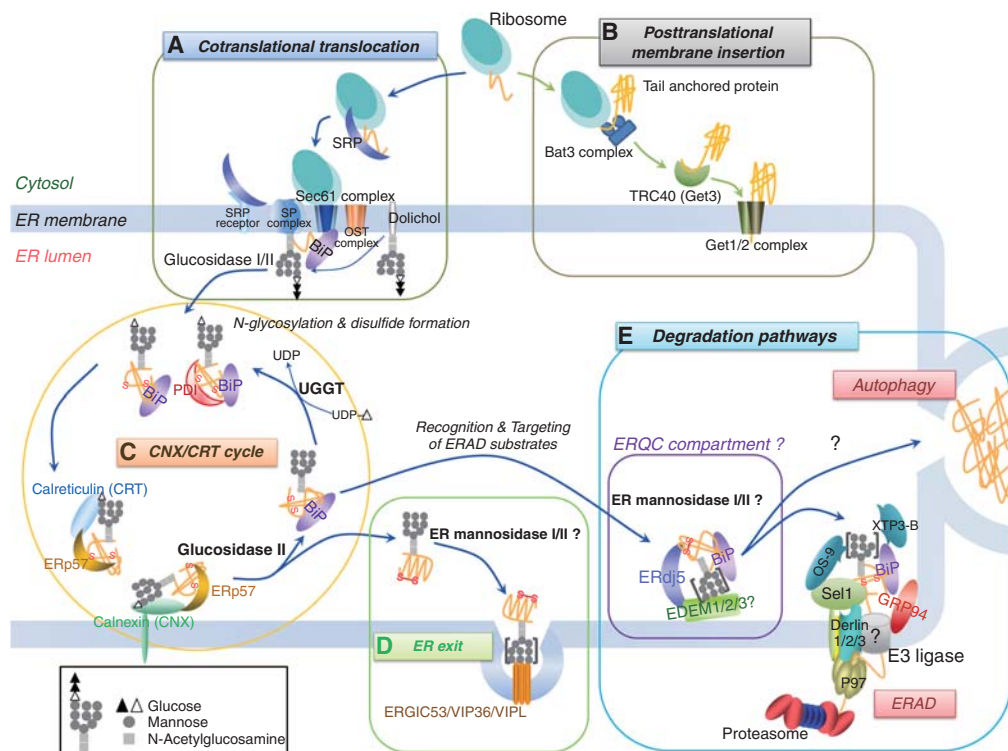 Ribosome
A Cotranslational translocation
SRP
Cytosol
ER membrane
ER lumen
SRP
receptor
SP
complex
Sec61 complex
OST
complex
Dolichol
BiP
Glucosidase I/II
B Posttranslational
membrane insertion
Tail anchored protein
Bat3 complex
TRC40 (Get3)
Get1/2 complex
N-glycosylation & disulfide formation
S
S
BiP
PDI
S
S
BiP
UDP
UGGT
UDP
C CNX/CRT cycle
S
S
BiP
Calreticulin (CRT)
S
S
ERp57
Glucosidase II
S
S
ERp57
Calnexin (CNX)
Recognition & Targeting
of ERAD substrates
D ER exit
ER mannosidase I/II ?
S-S
S-S
ERGIC53/VIP36/VIPL
E Degradation pathways
ERQC compartment ?
ER mannosidase I/II ?
S
S
BiP
ERdj5
EDEM1/2/3?
?
Autophagy
XTP3-B
OS-9
BiP
S
S
Sel1
GRP94
Derlin
1/2/3
?
E3 ligase
P97
ERAD
Proteasome
Glucose
Mannose
N-Acetylglucosamine